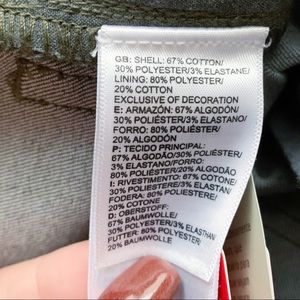 GB: SHELL: 67% COTTON/
30% POLYESTER/3% ELASTANE/
LINING: 80% POLYESTER/
20% COTTON
EXCLUSIVE OF DECORATION
E: ARMAZÓN: 67% ALGODÓN/
30% POLIÉSTER/3% ELASTANO/
FORRO: 80% POLIÉSTER/
20% ALGODÓN
P: TECIDO PRINCIPAL:
67% ALGODÃO/30% POLIÉSTER/
3% ELASTANO/FORRO:
80% POLIÉSTER/20% ALGODÃO
I: RIVESTIMENTO: 67% COTONE/
30% POLIESTERE/3% ELASTAN/
FODERA: 80% POLIESTERE/
20% COTONE
D: OBERSTOFF:
67% BAUMWOLLE/
30% POLYESTER/3% ELASTHAN
FUTTER: 80% POLYESTER/
20% BAUMWOLLE